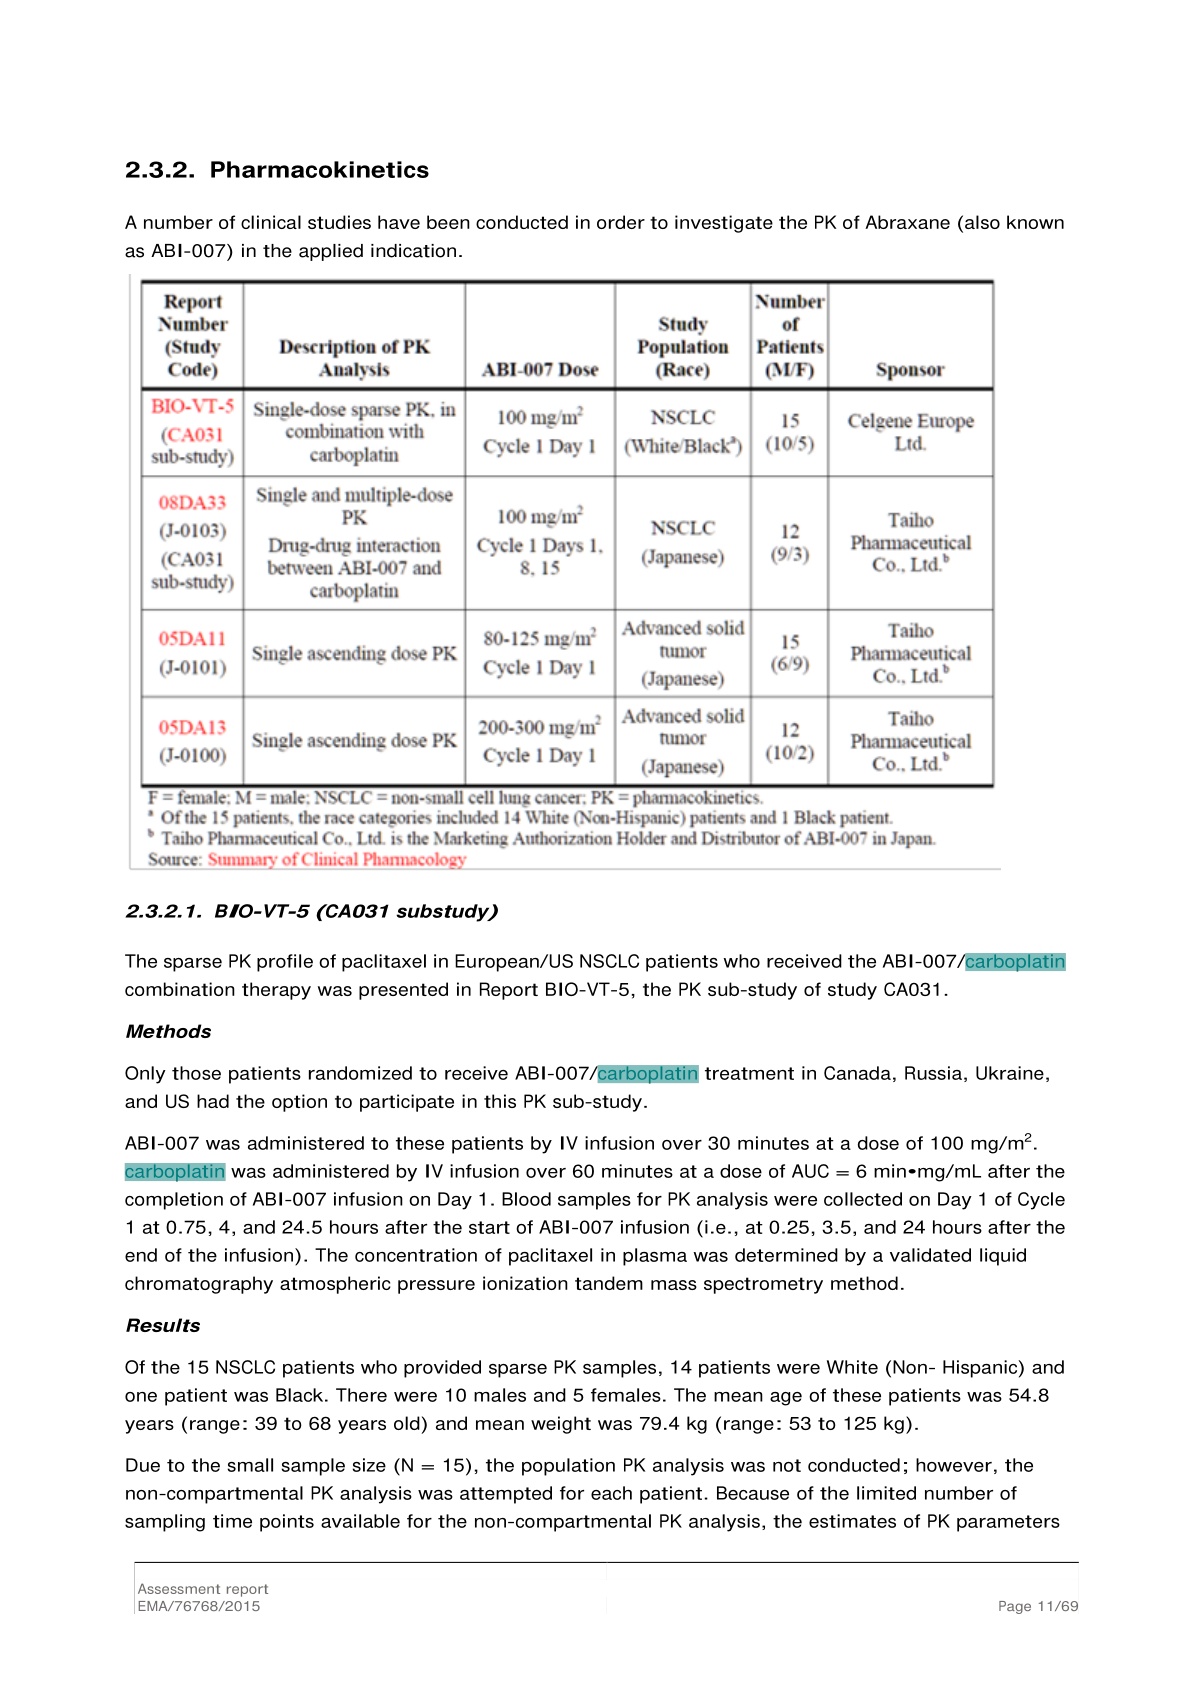 2.3.2. Pharmacokinetics
A number of clinical studies have been conducted in order to investigate the PK of Abraxane (also known
as ABI-007) in the applied indication.
Report Number (Study Code) | Description of PK Analysis | ABI-007 Dose | Study Population (Race) | Number of Patients (M/F) | Sponsor
BIO-VT-5 (CA031 sub-study) | Single-dose sparse PK, in combination with carboplatin | 100 mg/m² Cycle 1 Day 1 | NSCLC (White/Blackᵃ) | 15 (10/5) | Celgene Europe Ltd.
08DA33 (J-0103) (CA031 sub-study) | Single and multiple-dose PK Drug-drug interaction between ABI-007 and carboplatin | 100 mg/m² Cycle 1 Days 1, 8, 15 | NSCLC (Japanese) | 12 (9/3) | Taiho Pharmaceutical Co., Ltd.ᵇ
05DA11 (J-0101) | Single ascending dose PK | 80-125 mg/m² Cycle 1 Day 1 | Advanced solid tumor (Japanese) | 15 (6/9) | Taiho Pharmaceutical Co., Ltd.ᵇ
05DA13 (J-0100) | Single ascending dose PK | 200-300 mg/m² Cycle 1 Day 1 | Advanced solid tumor (Japanese) | 12 (10/2) | Taiho Pharmaceutical Co., Ltd.ᵇ
F = female; M = male; NSCLC = non-small cell lung cancer; PK = pharmacokinetics.
ᵃ Of the 15 patients, the race categories included 14 White (Non-Hispanic) patients and 1 Black patient.
ᵇ Taiho Pharmaceutical Co., Ltd. is the Marketing Authorization Holder and Distributor of ABI-007 in Japan.
Source: Summary of Clinical Pharmacology
2.3.2.1. BIO-VT-5 (CA031 substudy)
The sparse PK profile of paclitaxel in European/US NSCLC patients who received the ABI-007/carboplatin
combination therapy was presented in Report BIO-VT-5, the PK sub-study of study CA031.
Methods
Only those patients randomized to receive ABI-007/carboplatin treatment in Canada, Russia, Ukraine,
and US had the option to participate in this PK sub-study.
ABI-007 was administered to these patients by IV infusion over 30 minutes at a dose of 100 mg/m².
carboplatin was administered by IV infusion over 60 minutes at a dose of AUC = 6 min•mg/mL after the
completion of ABI-007 infusion on Day 1. Blood samples for PK analysis were collected on Day 1 of Cycle
1 at 0.75, 4, and 24.5 hours after the start of ABI-007 infusion (i.e., at 0.25, 3.5, and 24 hours after the
end of the infusion). The concentration of paclitaxel in plasma was determined by a validated liquid
chromatography atmospheric pressure ionization tandem mass spectrometry method.
Results
Of the 15 NSCLC patients who provided sparse PK samples, 14 patients were White (Non- Hispanic) and
one patient was Black. There were 10 males and 5 females. The mean age of these patients was 54.8
years (range: 39 to 68 years old) and mean weight was 79.4 kg (range: 53 to 125 kg).
Due to the small sample size (N = 15), the population PK analysis was not conducted; however, the
non-compartmental PK analysis was attempted for each patient. Because of the limited number of
sampling time points available for the non-compartmental PK analysis, the estimates of PK parameters
Assessment report
EMA/76768/2015
Page 11/69